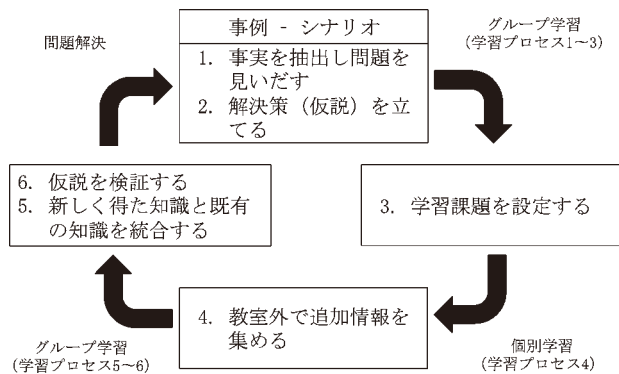 事例 - シナリオ
1. 事実を抽出し問題を
見いだす
2. 解決策（仮説）を立
てる
グループ学習
(学習プロセス1～3)
3. 学習課題を設定する
個別学習
(学習プロセス4)
4. 教室外で追加情報を
集める
グループ学習
(学習プロセス5～6)
6. 仮説を検証する
5. 新しく得た知識と既有
の知識を統合する
問題解決